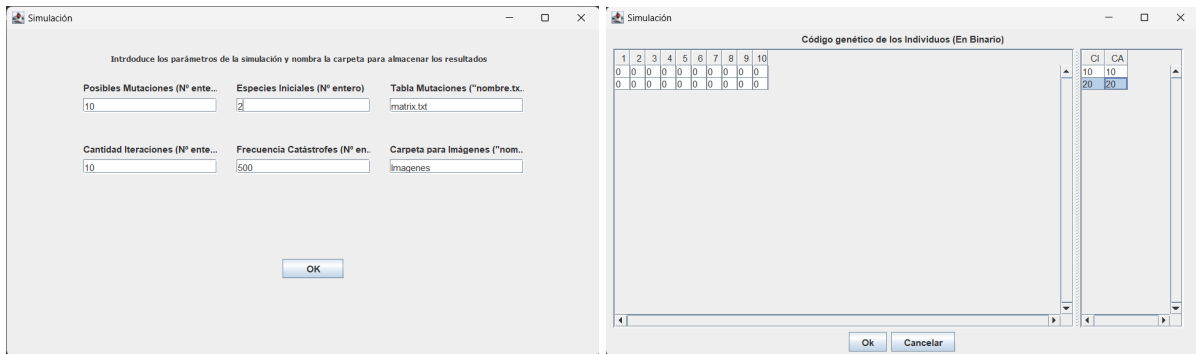 Simulación
Intrdoduce los parámetros de la simulación y nombra la carpeta para almacenar los resultados
Posibles Mutaciones (Nº ente... Especies Iniciales (Nº entero) Tabla Mutaciones ("nombre.tx..
10 2 matrix.txt
Cantidad Iteraciones (Nº ente... Frecuencia Catástrofes (Nº en.. Carpeta para Imágenes ("nom..
10 500 Imagenes
OK
Simulación
Código genético de los Individuos (En Binario)
1 2 3 4 5 6 7 8 9 10 CI CA
0 0 0 0 0 0 0 0 0 0 10 10
0 0 0 0 0 0 0 0 0 0 20 20
Ok Cancelar